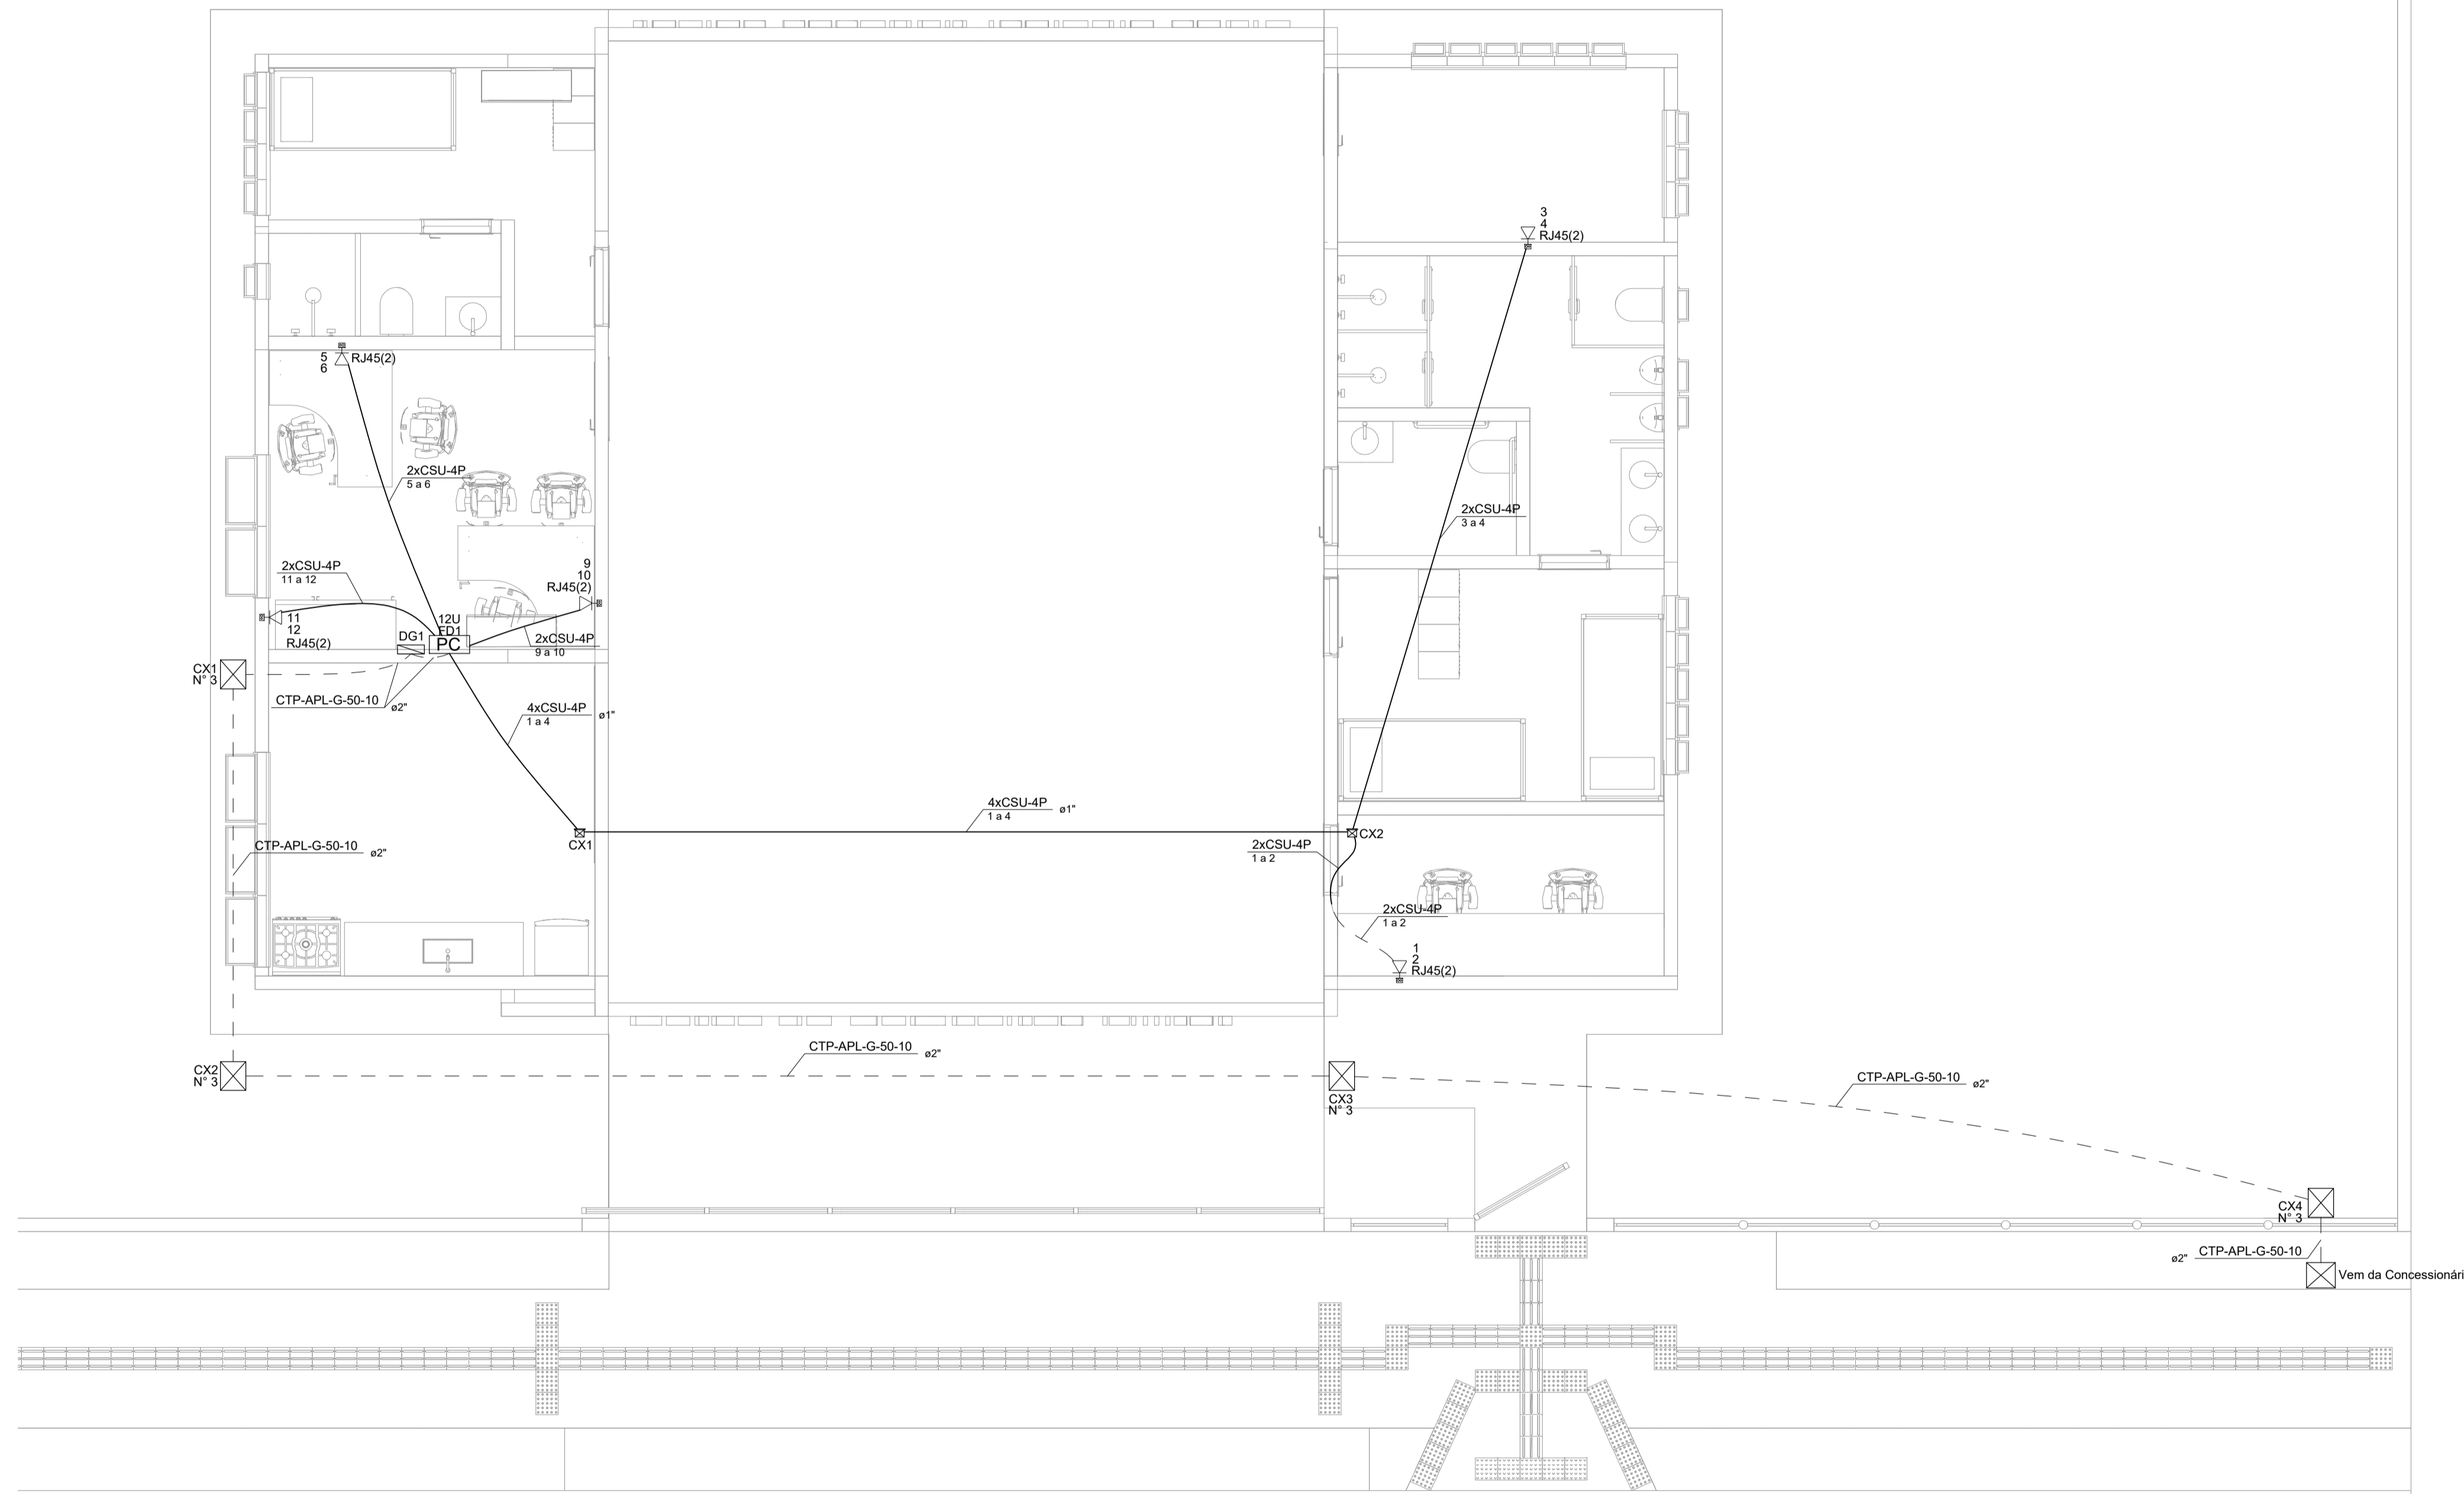 3
4
RJ45(2)
5
6
RJ45(2)
2xCSU-4P
5 a 6
2xCSU-4P
3 a 4
2xCSU-4P
11 a 12
9
10
RJ45(2)
11
12
RJ45(2)
DG1
12U
FD1
PC
2xCSU-4P
9 a 10
CX1
N° 3
CTP-APL-G-50-10 ø2"
4xCSU-4P ø1"
1 a 4
4xCSU-4P ø1"
1 a 4
CX1
CX2
CTP-APL-G-50-10 ø2"
2xCSU-4P
1 a 2
2xCSU-4P
1 a 2
1
2
RJ45(2)
CTP-APL-G-50-10 ø2"
CX2
N° 3
CX3
N° 3
CTP-APL-G-50-10 ø2"
CX4
N° 3
ø2" CTP-APL-G-50-10
Vem da Concessionári